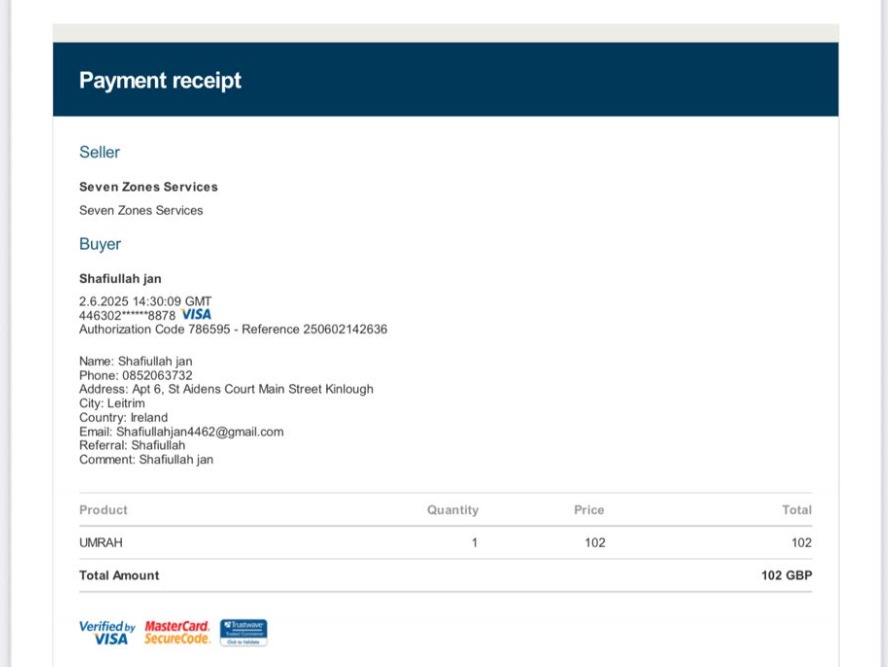 Payment receipt
Seller
Seven Zones Services
Seven Zones Services
Buyer
Shafiullah jan
2.6.2025 14:30:09 GMT
446302******8878 VISA
Authorization Code 786595 - Reference 250602142636
Name: Shafiullah jan
Phone: 0852063732
Address: Apt 6, St Aidens Court Main Street Kinlough
City: Leitrim
Country: Ireland
Email: Shafiullahjan4462@gmail.com
Referral: Shafiullah
Comment: Shafiullah jan
Product Quantity Price Total
UMRAH 1 102 102
Total Amount 102 GBP
Verified by VISA
MasterCard. SecureCode.
Trustwave
Trusted Commerce
Click to Validate